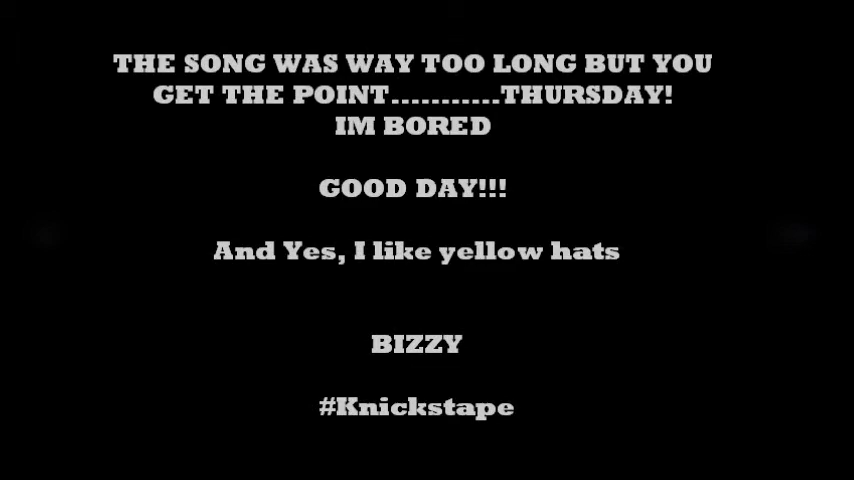 THE SONG WAS WAY TOO LONG BUT YOU
GET THE POINT...........THURSDAY!
IM BORED
GOOD DAY!!!
And Yes, I like yellow hats
BIZZY
#Knickstape